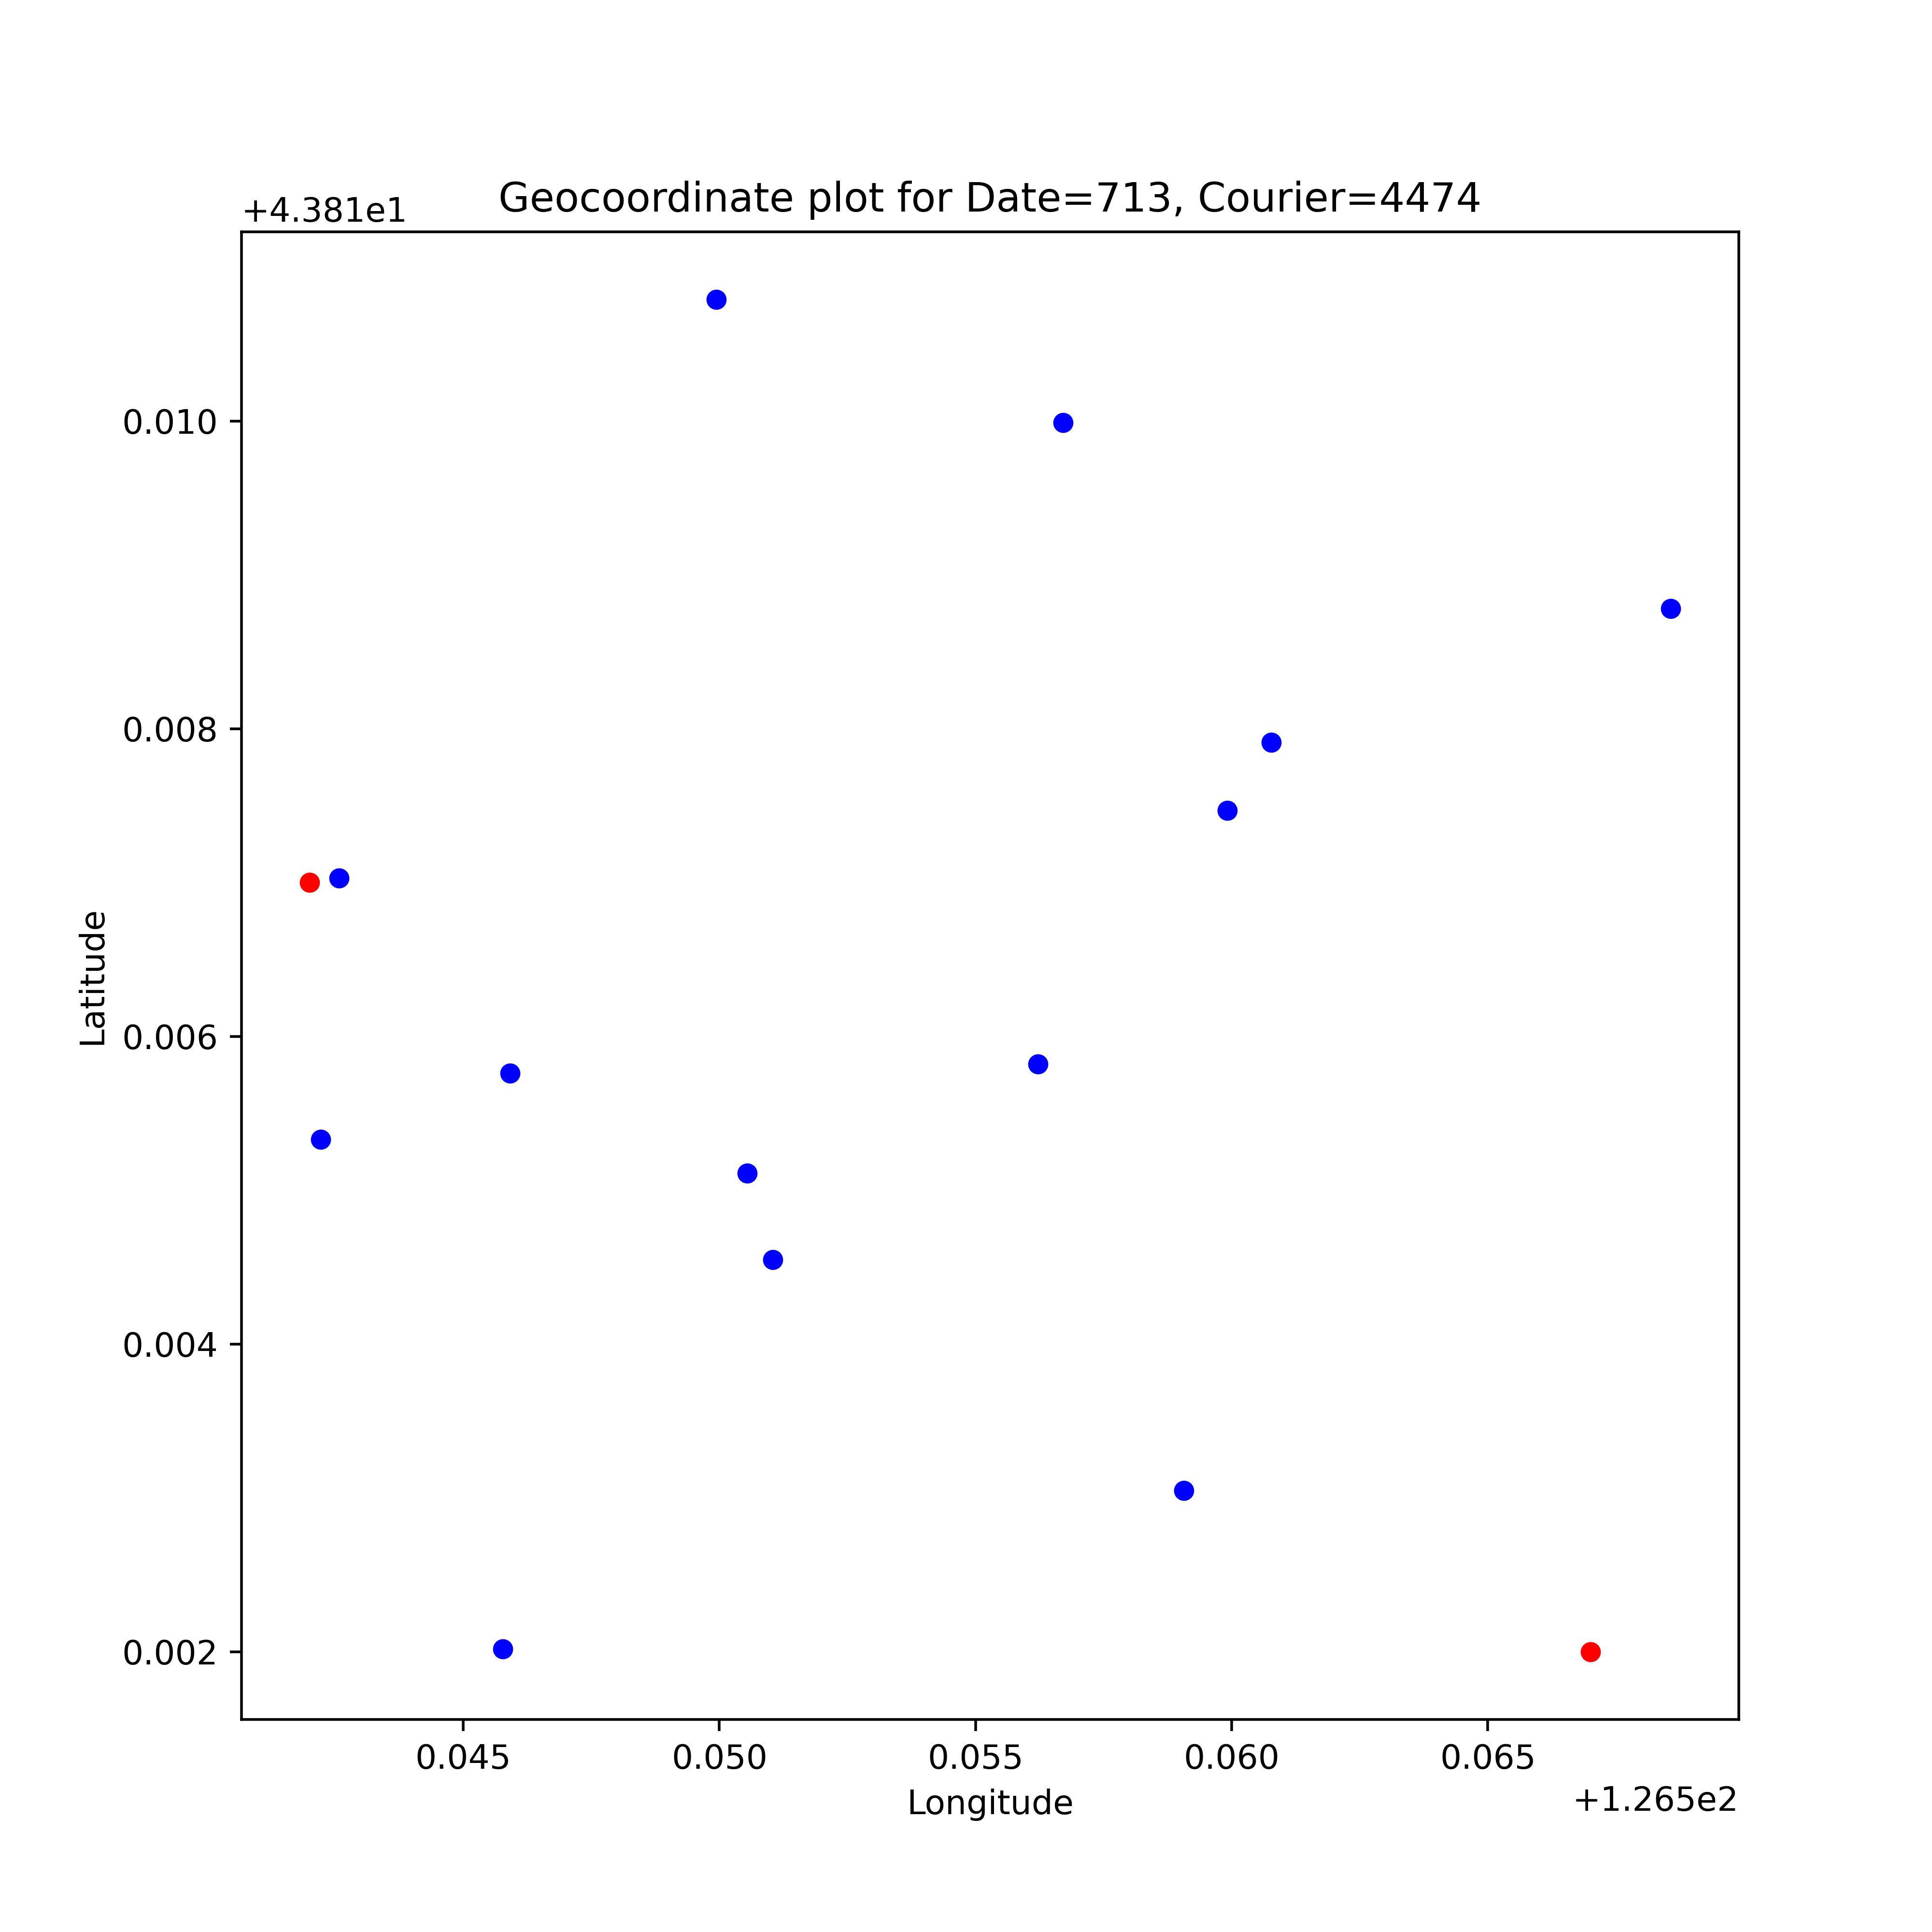 Geocoordinate plot for Date=713, Courier=4474
+4.381e1
0.010
0.008
0.006
0.004
0.002
Latitude
0.045 0.050 0.055 0.060 0.065
Longitude
+1.265e2